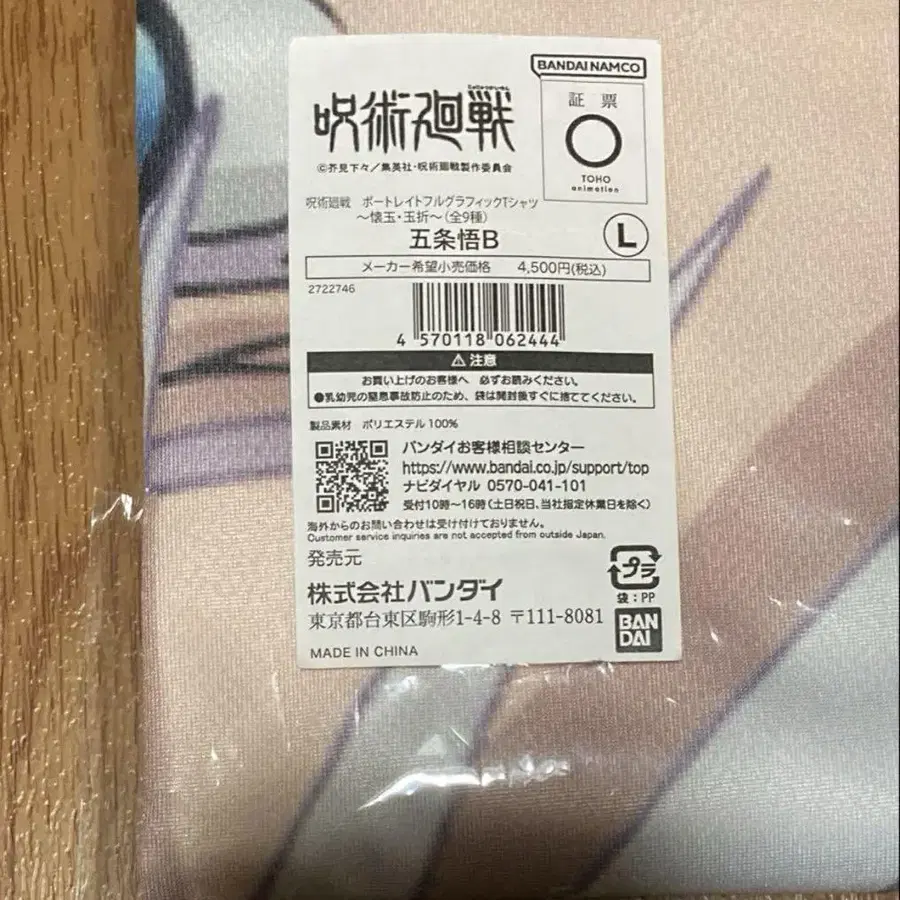 BANDAI NAMCO
呪術廻戦
じゅじゅつかいせん
©芥見下々／集英社・呪術廻戦製作委員会
証 票
TOHO
animation
呪術廻戦 ポートレイトフルグラフィックTシャツ
～懐玉・玉折～(全9種)
五条悟B
L
メーカー希望小売価格 4,500円(税込)
2722746
4 570118 062444
⚠ 注意
お買い上げのお客様へ 必ずお読みください。
●乳幼児の窒息事故防止のため、袋は開封後すぐに捨ててください。
製品素材 ポリエステル100%
バンダイお客様相談センター
https://www.bandai.co.jp/support/top
ナビダイヤル 0570-041-101
受付10時～16時(土日祝日、当社指定休業日を除く)
海外からのお問い合わせは受け付けておりません。
Customer service inquiries are not accepted from outside Japan.
発売元
株式会社バンダイ
東京都台東区駒形1-4-8 〒111-8081
プラ
袋：PP
BAN
DAI
MADE IN CHINA